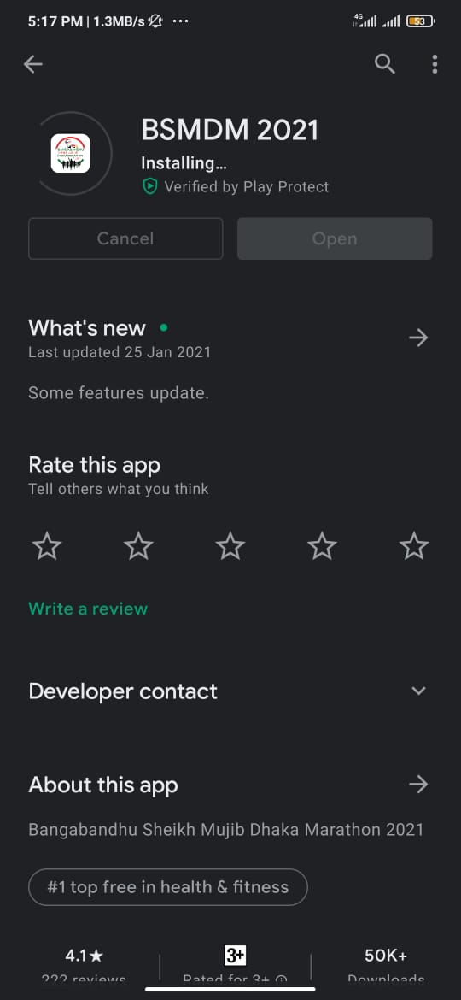 5:17 PM | 1.3MB/s ...
4G 53
BSMDM 2021
Installing...
Verified by Play Protect
Cancel Open
What's new
Last updated 25 Jan 2021
Some features update.
Rate this app
Tell others what you think
Write a review
Developer contact
About this app
Bangabandhu Sheikh Mujib Dhaka Marathon 2021
#1 top free in health & fitness
4.1★ 3+ 50K+
222 reviews Rated for 3+ Downloads